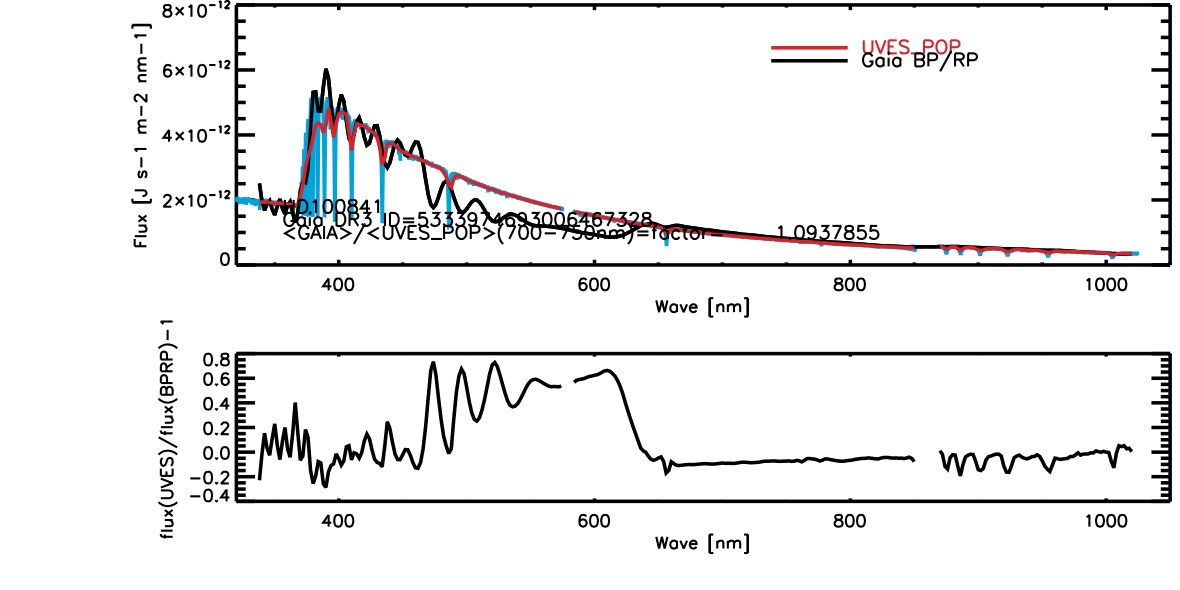 8×10−12
6×10−12
4×10−12
2×10−12
0
Flux [J s−1 m−2 nm−1]
UVES_POP
Gaia BP/RP
HD100841
Gaia DR3 ID=5333974693006467328
<GAIA>/<UVES_POP>(700−750nm)=factor= 1.0937855
400 600 800 1000
Wave [nm]
0.8
0.6
0.4
0.2
0.0
−0.2
−0.4
flux(UVES)/flux(BPRP)−1
400 600 800 1000
Wave [nm]